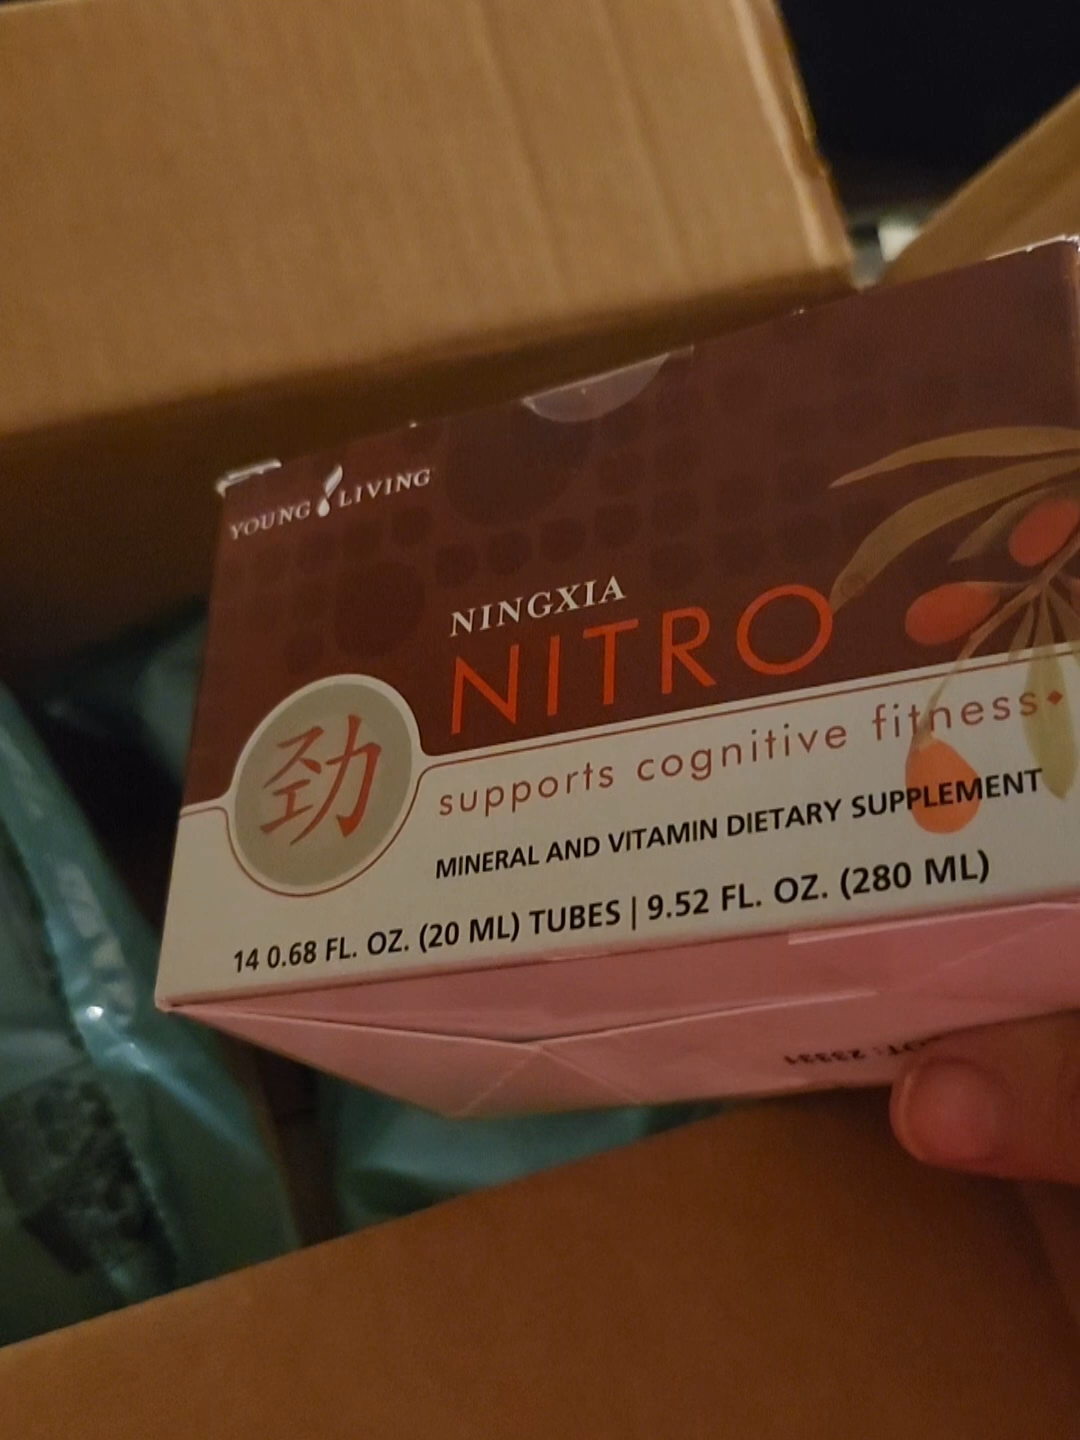 YOUNG LIVING
NINGXIA
NITRO
劲
supports cognitive fitness◆
MINERAL AND VITAMIN DIETARY SUPPLEMENT
14 0.68 FL. OZ. (20 ML) TUBES | 9.52 FL. OZ. (280 ML)